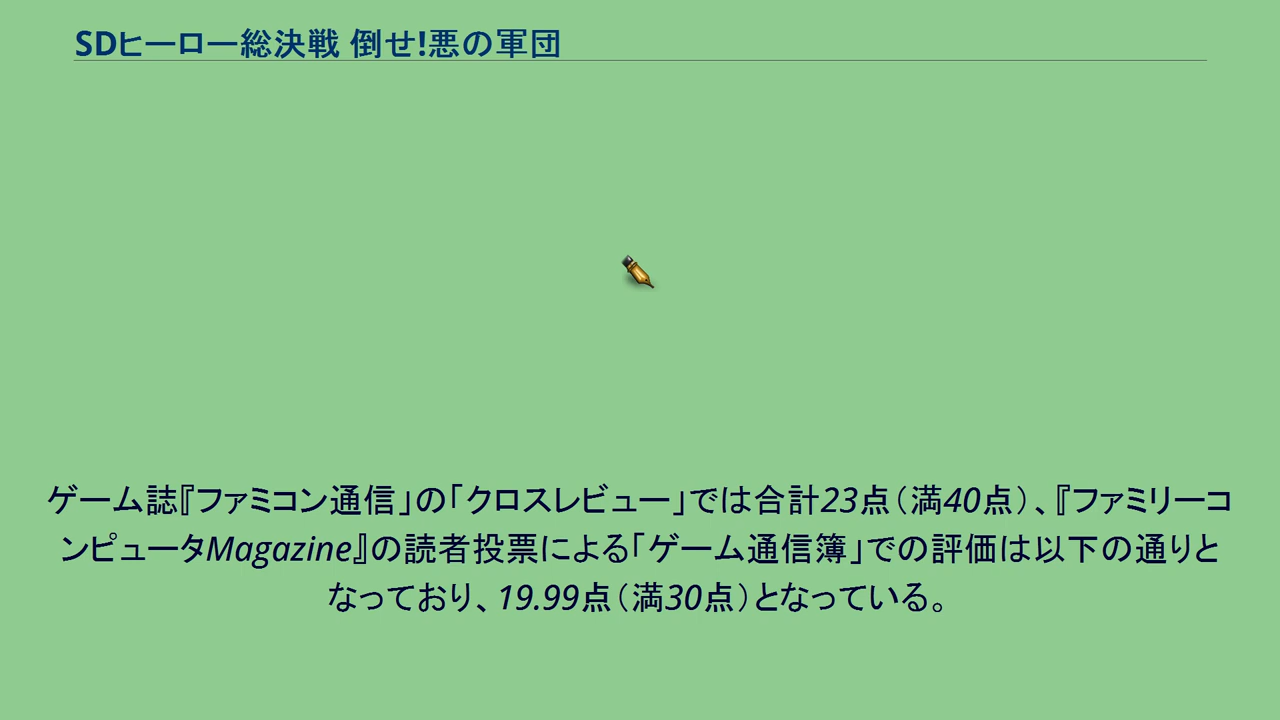 SDヒーロー総決戦 倒せ!悪の軍団
ゲーム誌『ファミコン通信」の「クロスレビュー」では合計23点（満40点）、『ファミリーコ
ンピュータMagazine』の読者投票による「ゲーム通信簿」での評価は以下の通りと
なっており、19.99点（満30点）となっている。